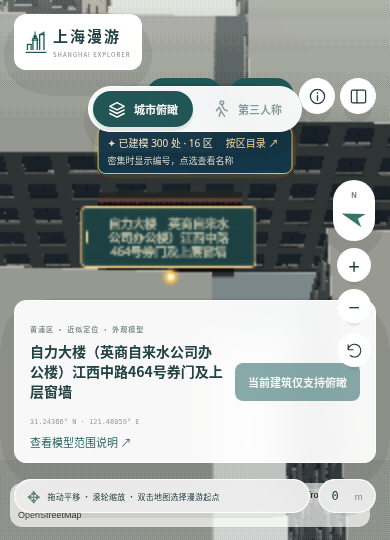 上海漫游
SHANGHAI EXPLORER
城市俯瞰
第三人称
✦ 已建模 300 处 · 16 区 按区目录 ↗
密集时显示编号，点选查看名称
N
自力大楼（英商自来水
公司办公楼）江西中路
464号券门及上层窗墙
+
−
黄浦区 · 近似定位 · 外观模型
自力大楼（英商自来水公司办
公楼）江西中路464号券门及上
层窗墙
当前建筑仅支持俯瞰
31.24386° N · 121.48059° E
查看模型范围说明 ↗
拖动平移 · 滚轮缩放 · 双击地图选择漫游起点
0 m
OpenStreetMap